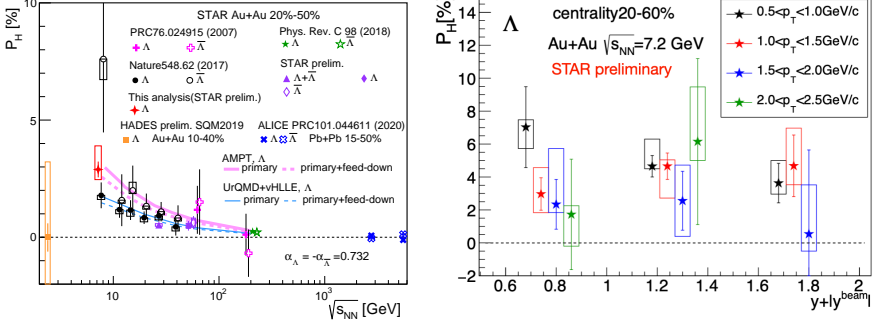 P_H [%]
10
5
0
STAR Au+Au 20%-50%
PRC76.024915 (2007)
Λ Λ̅
Phys. Rev. C 98 (2018)
Λ Λ̅
Nature548.62 (2017)
Λ Λ̅
STAR prelim.
Λ+Λ̅ Λ
Λ̅
This analysis(STAR prelim.)
Λ
HADES prelim. SQM2019
Λ Au+Au 10-40%
ALICE PRC101.044611 (2020)
Λ Λ̅ Pb+Pb 15-50%
AMPT, Λ
primary primary+feed-down
UrQMD+vHLLE, Λ
primary primary+feed-down
α_Λ = -α_Λ̅ =0.732
10 10² 10³
√s_NN [GeV]
P_H [%]
14
12
10
8
6
4
2
0
−2
Λ
centrality20-60%
Au+Au √s_NN=7.2 GeV
STAR preliminary
0.5<p_T<1.0GeV/c
1.0<p_T<1.5GeV/c
1.5<p_T<2.0GeV/c
2.0<p_T<2.5GeV/c
0.6 0.8 1 1.2 1.4 1.6 1.8 2
y+|y^beam|